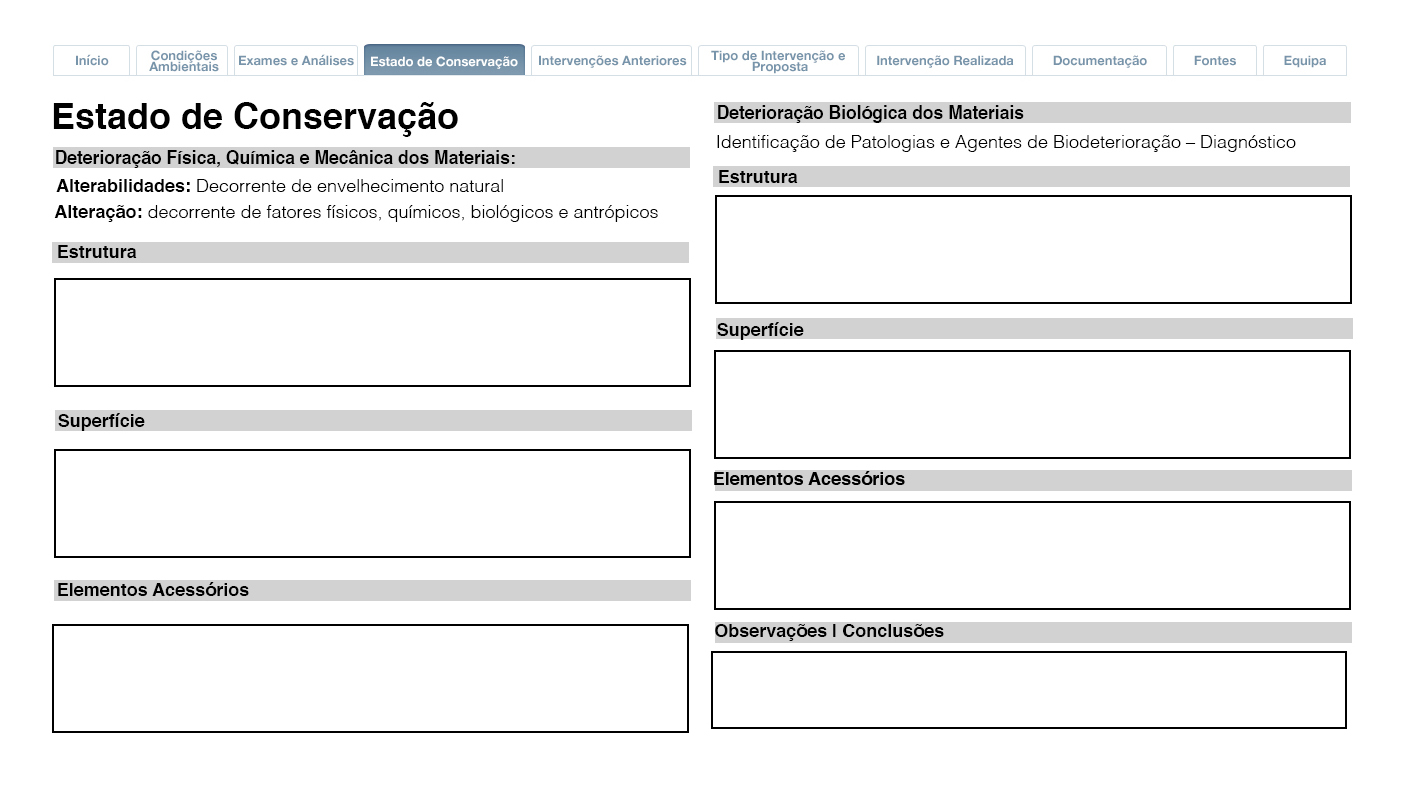 Início
Condições
Ambientais
Exames e Análises
Estado de Conservação
Intervenções Anteriores
Tipo de Intervenção e
Proposta
Intervenção Realizada
Documentação
Fontes
Equipa
Estado de Conservação
Deterioração Física, Química e Mecânica dos Materiais:
Alterabilidades: Decorrente de envelhecimento natural
Alteração: decorrente de fatores físicos, químicos, biológicos e antrópicos
Estrutura
Superfície
Elementos Acessórios
Deterioração Biológica dos Materiais
Identificação de Patologias e Agentes de Biodeterioração – Diagnóstico
Estrutura
Superfície
Elementos Acessórios
Observações | Conclusões